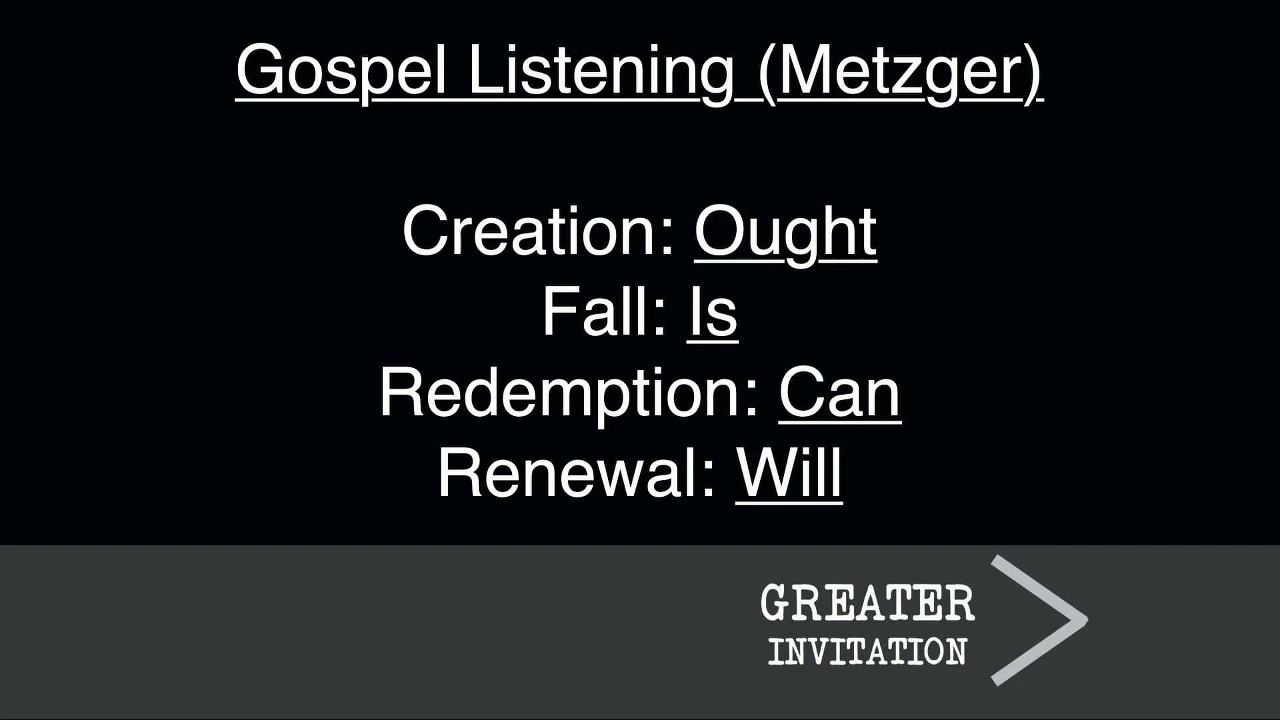 Gospel Listening (Metzger)
Creation: Ought
Fall: Is
Redemption: Can
Renewal: Will
GREATER
INVITATION